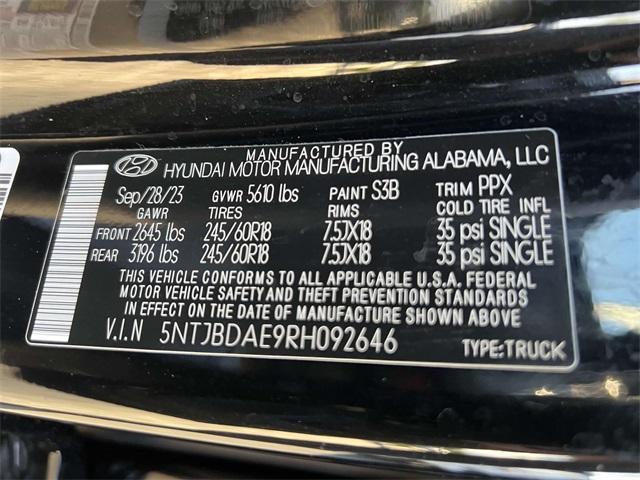 MANUFACTURED BY
HYUNDAI MOTOR MANUFACTURING ALABAMA, LLC
Sep/28/23 GVWR 5610 lbs PAINT S3B TRIM PPX
GAWR TIRES RIMS COLD TIRE INFL
FRONT 2645 lbs 245/60R18 7.5JX18 35 psi SINGLE
REAR 3196 lbs 245/60R18 7.5JX18 35 psi SINGLE
THIS VEHICLE CONFORMS TO ALL APPLICABLE U.S.A. FEDERAL
MOTOR VEHICLE SAFETY AND THEFT PREVENTION STANDARDS
IN EFFECT ON THE DATE OF MANUFACTURE SHOWN ABOVE
V.I.N 5NTJBDAE9RH092646 TYPE:TRUCK